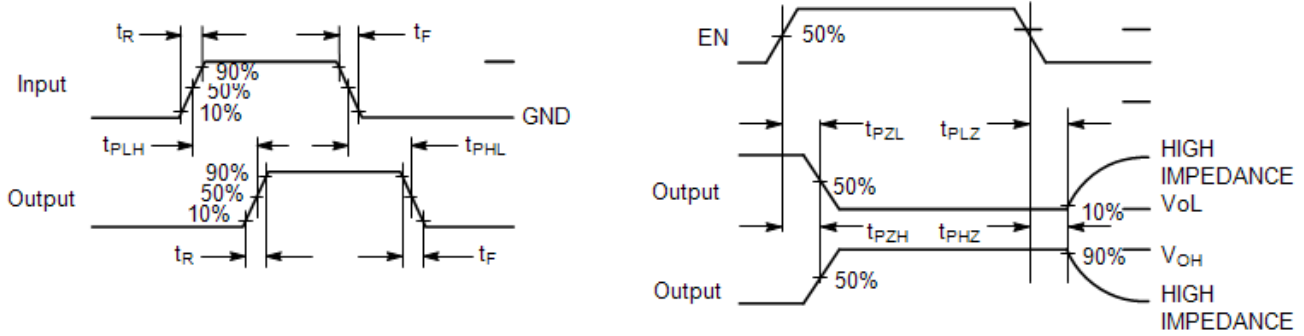 tR
tF
Input
90%
50%
10%
GND
tPLH
tPHL
Output
90%
50%
10%
tR
tF
EN
50%
tPZL
tPLZ
Output
50%
HIGH
IMPEDANCE
10%
VoL
tPZH
tPHZ
Output
50%
90%
VOH
HIGH
IMPEDANCE